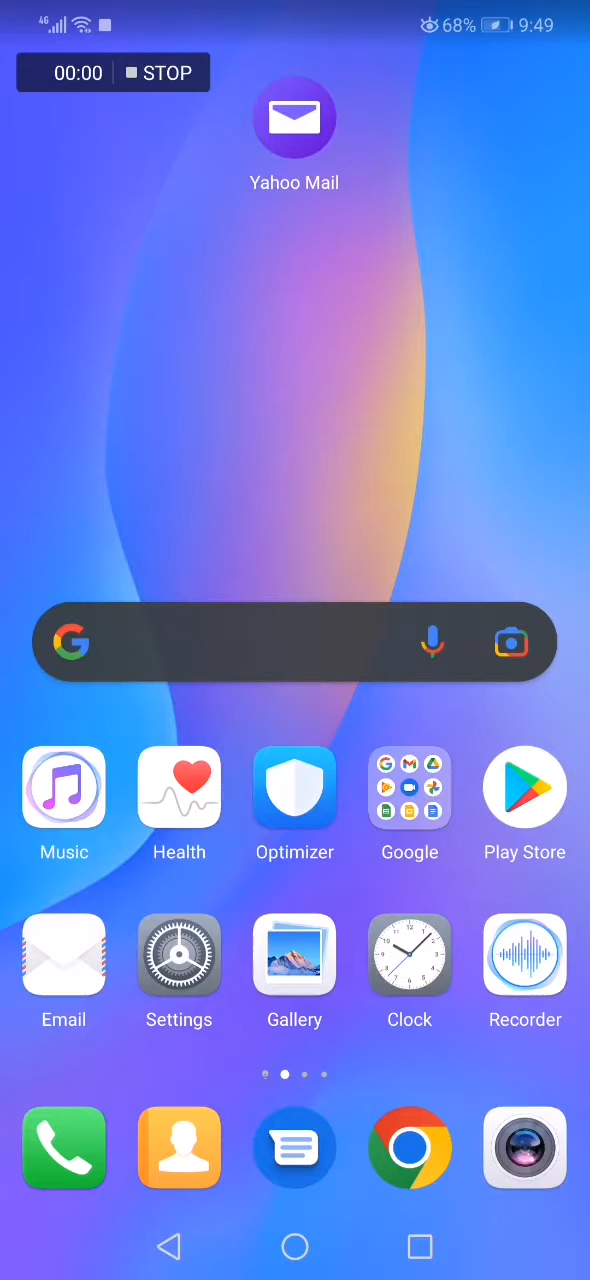 4G 68% 9:49
00:00 STOP
Yahoo Mail
Music Health Optimizer Google Play Store
Email Settings Gallery Clock Recorder